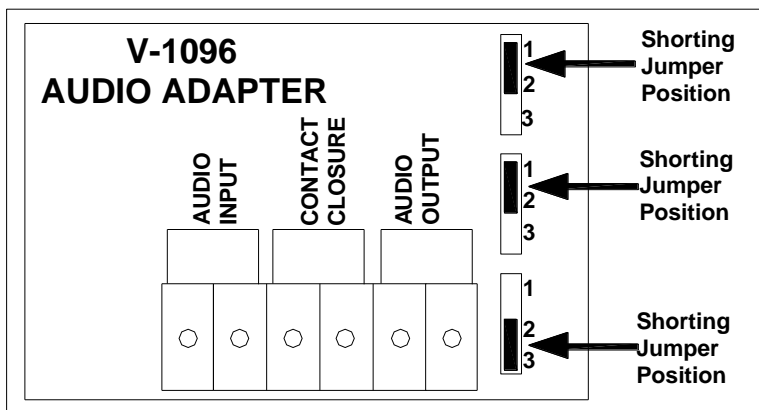 V-1096
AUDIO ADAPTER
AUDIO
INPUT
CONTACT
CLOSURE
AUDIO
OUTPUT
1
2
3
Shorting
Jumper
Position
1
2
3
Shorting
Jumper
Position
1
2
3
Shorting
Jumper
Position